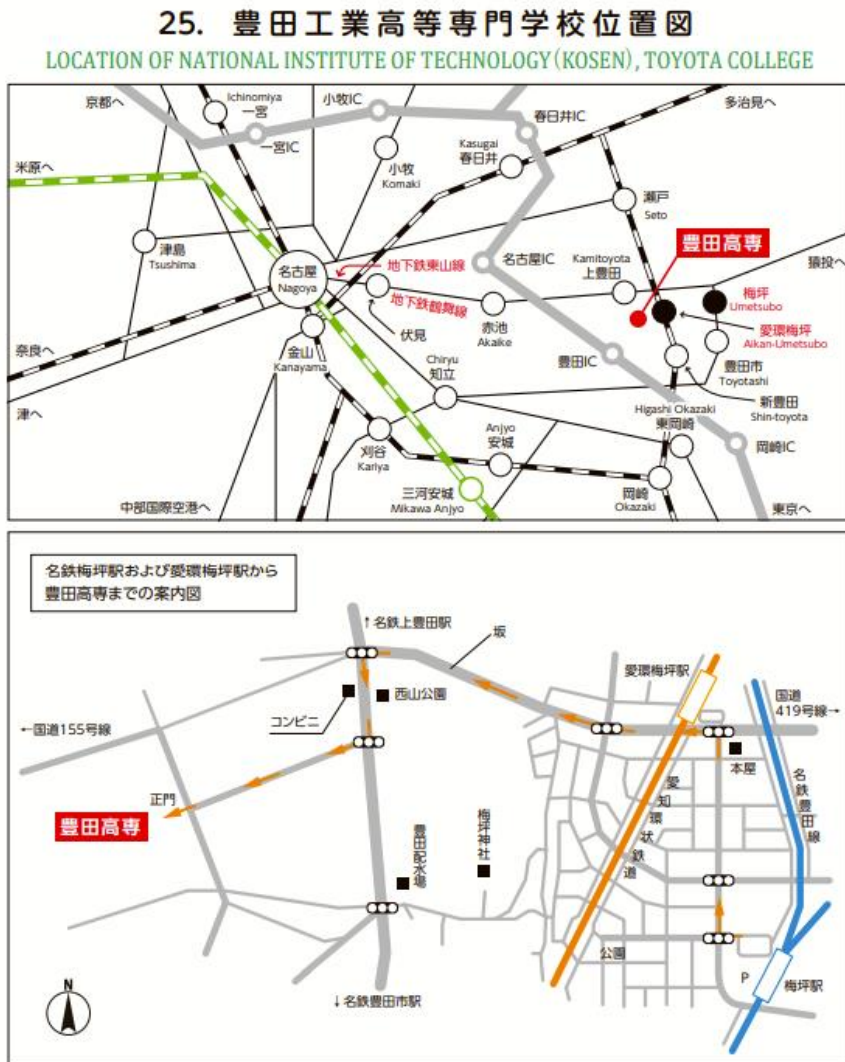 25. 豊田工業高等専門学校位置図
LOCATION OF NATIONAL INSTITUTE OF TECHNOLOGY (KOSEN), TOYOTA COLLEGE
京都へ
Ichinomiya
一宮
小牧IC
多治見へ
春日井IC
一宮IC
Kasugai
春日井
小牧
Komaki
米原へ
瀬戸
Seto
津島
Tsushima
豊田高専
名古屋
Nagoya
地下鉄東山線
名古屋IC
Kamitoyota
上豊田
猿投へ
梅坪
Umetsubo
地下鉄鶴舞線
伏見
赤池
Akaike
愛環梅坪
Aikan-Umetsubo
金山
Kanayama
奈良へ
Chiryu
知立
豊田IC
豊田市
Toyotashi
新豊田
Shin-toyota
津へ
Higashi Okazaki
東岡崎
岡崎IC
刈谷
Kariya
Anjyo
安城
三河安城
Mikawa Anjyo
岡崎
Okazaki
中部国際空港へ
東京へ
名鉄梅坪駅および愛環梅坪駅から
豊田高専までの案内図
↑名鉄上豊田駅
坂
愛環梅坪駅
国道
419号線→
西山公園
コンビニ
←国道155号線
本屋
正門
豊田高専
愛知環状鉄道
名鉄豊田線
豊田配水場
梅坪神社
公園
P
梅坪駅
↓名鉄豊田市駅
N